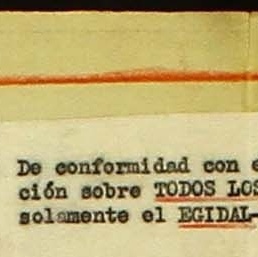 De conformidad con e
ción sobre TODOS LOS
solamente el EGIDAL-